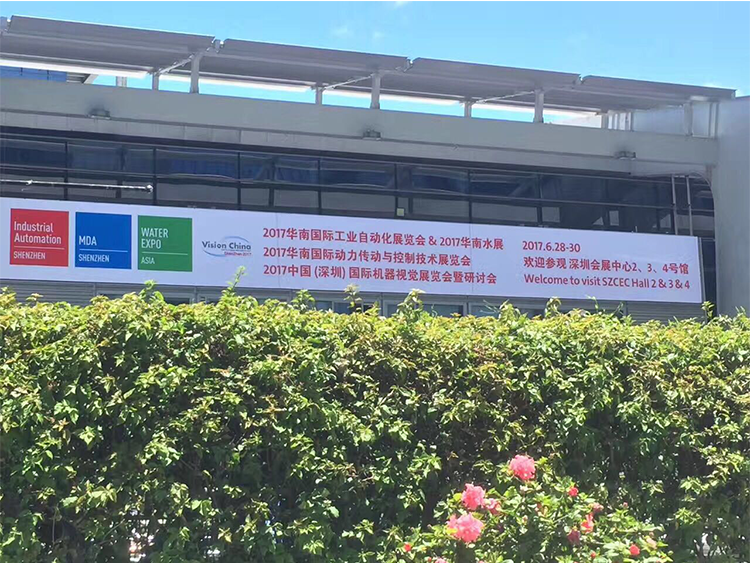 Industrial
Automation
SHENZHEN
MDA
SHENZHEN
WATER
EXPO
ASIA
Vision China
SHENZHEN 2017
2017华南国际工业自动化展览会 & 2017华南水展
2017华南国际动力传动与控制技术展览会
2017中国 (深圳) 国际机器视觉展览会暨研讨会
2017.6.28-30
欢迎参观 深圳会展中心2、3、4号馆
Welcome to visit SZCEC Hall 2 & 3 & 4